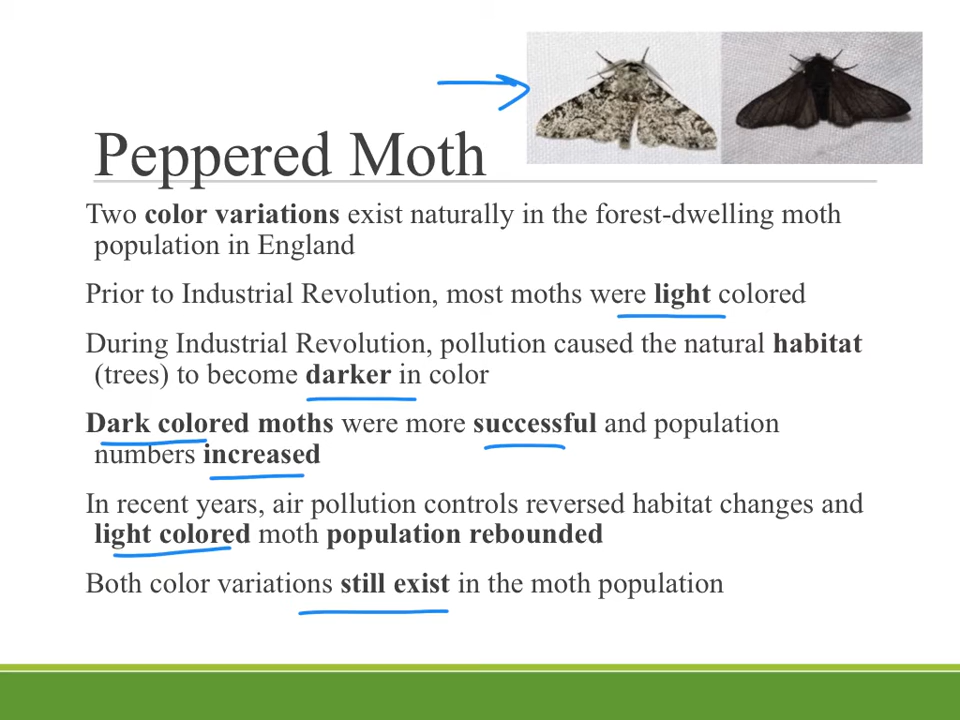 Peppered Moth
Two color variations exist naturally in the forest-dwelling moth
population in England
Prior to Industrial Revolution, most moths were light colored
During Industrial Revolution, pollution caused the natural habitat
(trees) to become darker in color
Dark colored moths were more successful and population
numbers increased
In recent years, air pollution controls reversed habitat changes and
light colored moth population rebounded
Both color variations still exist in the moth population